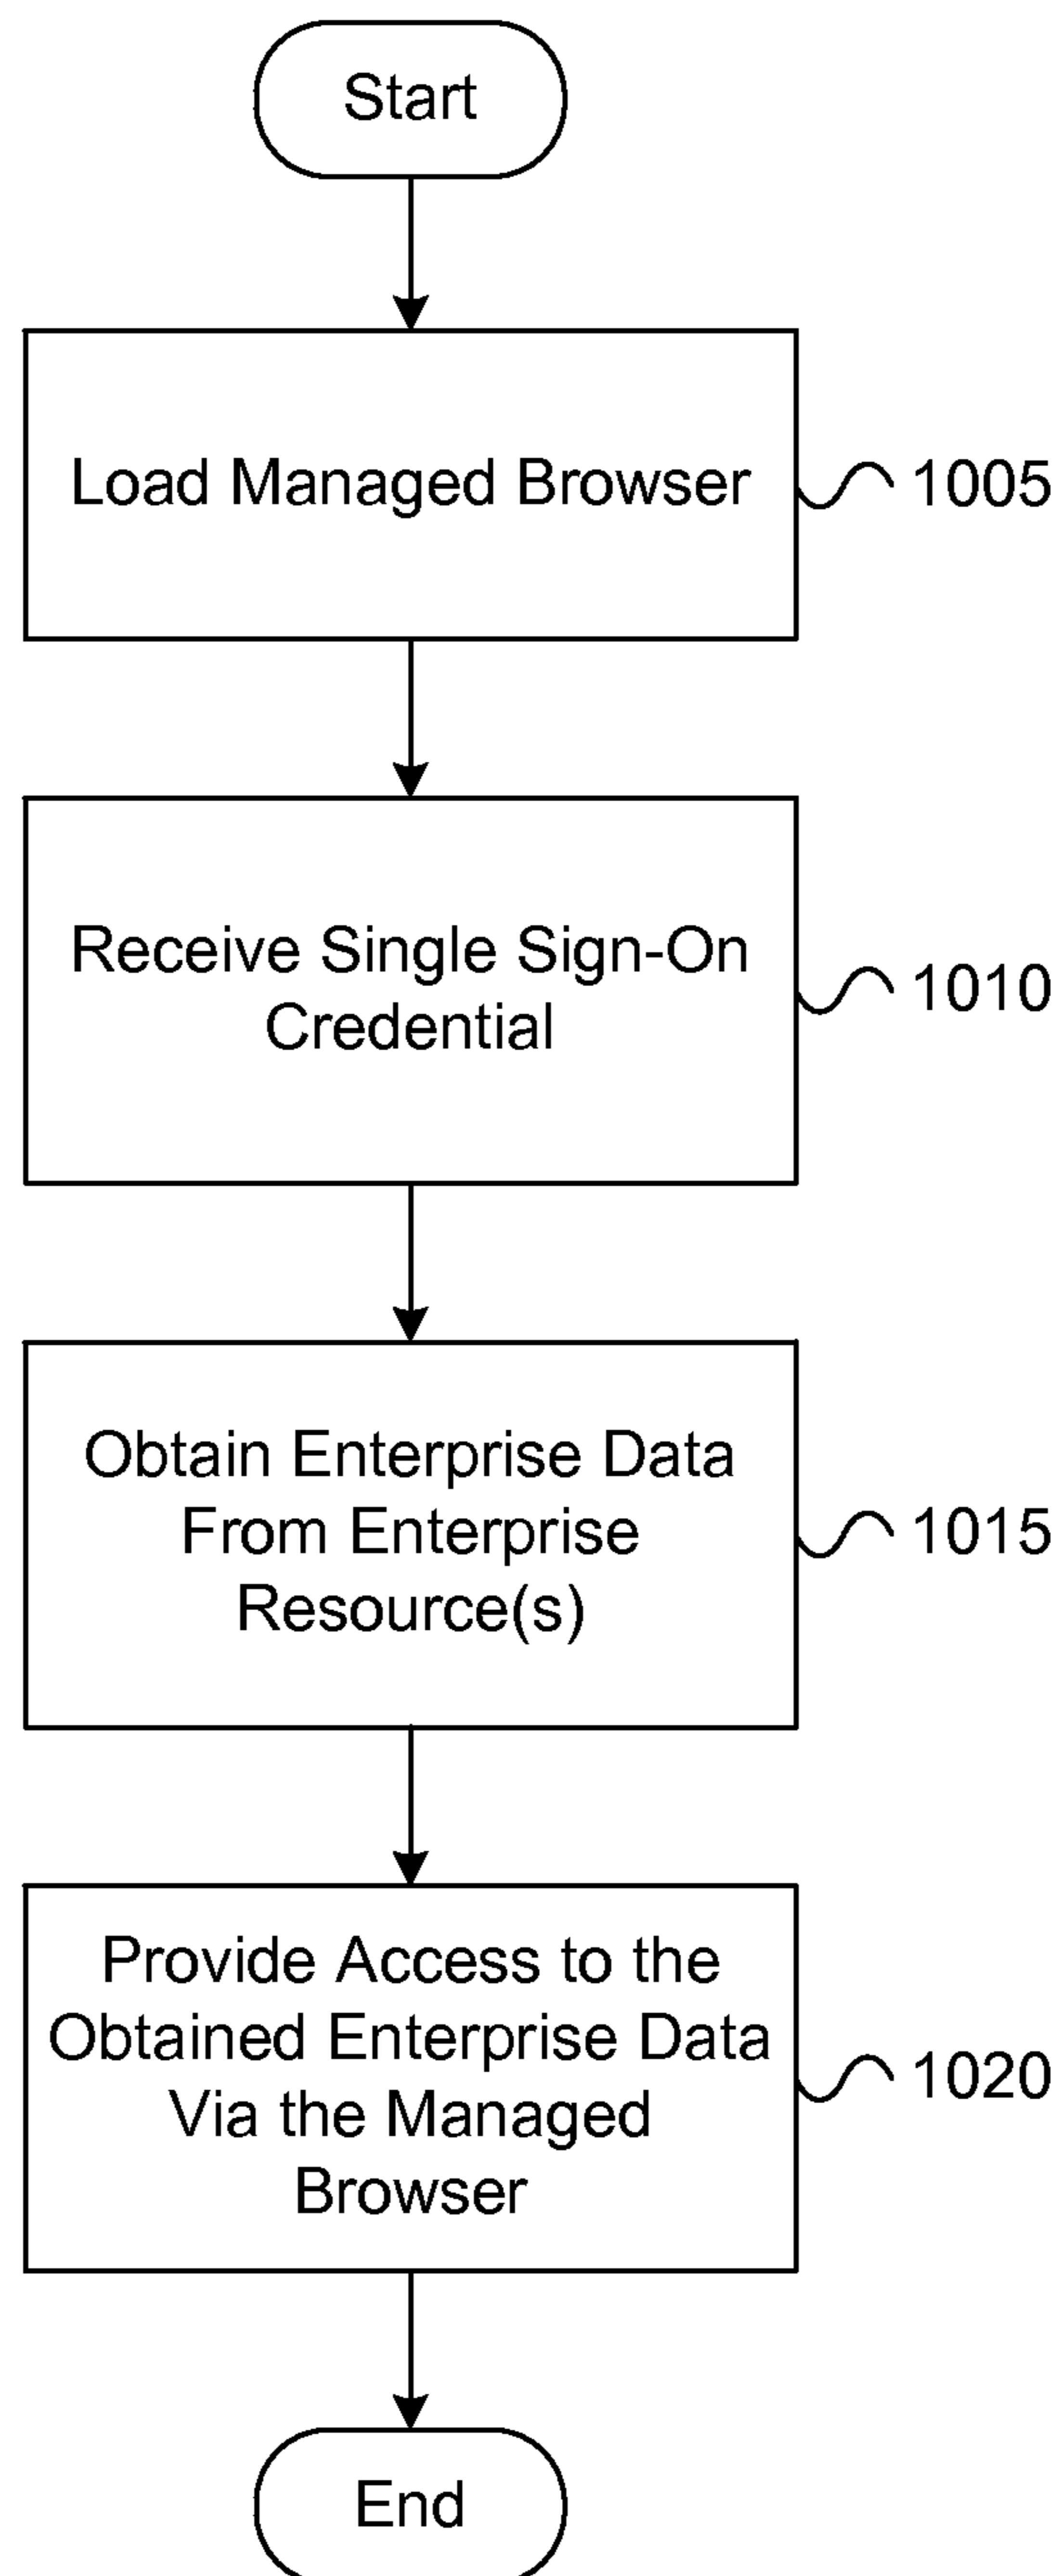 Start
Load Managed Browser
1005
Receive Single Sign-On
Credential
1010
Obtain Enterprise Data
From Enterprise
Resource(s)
1015
Provide Access to the
Obtained Enterprise Data
Via the Managed
Browser
1020
End